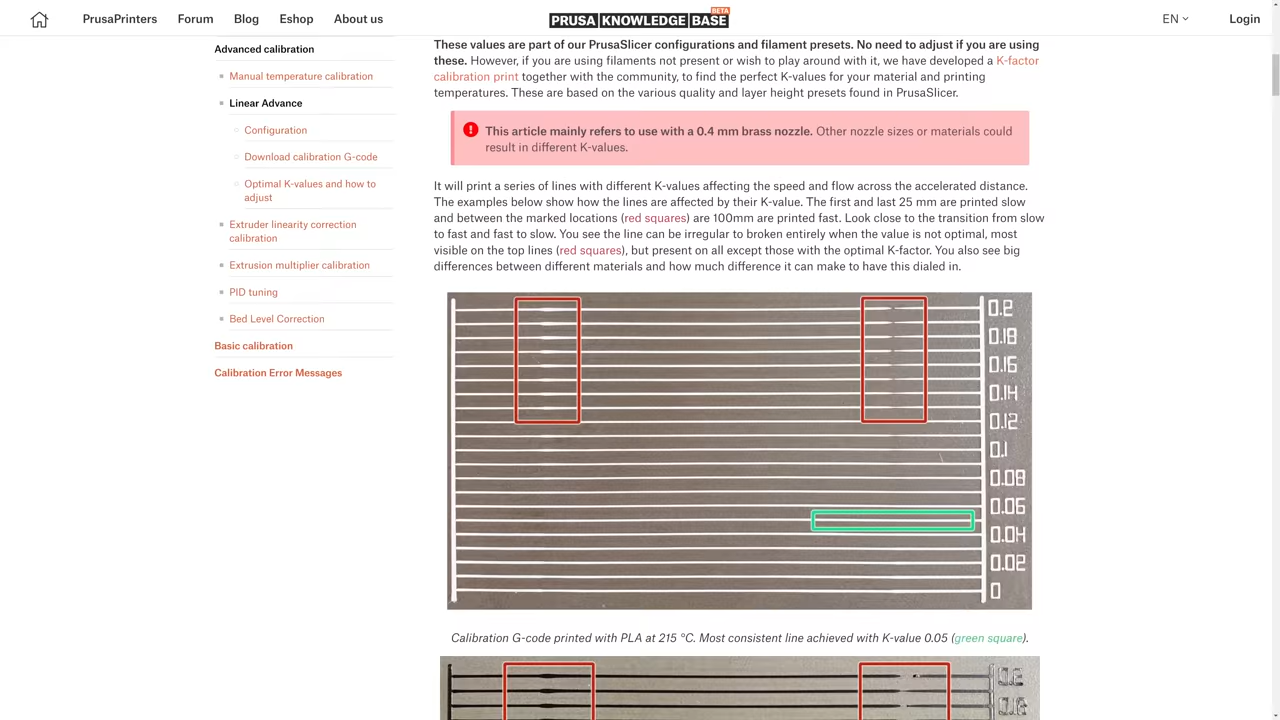 PrusaPrinters Forum Blog Eshop About us
BETA
PRUSA KNOWLEDGE BASE
EN Login
Advanced calibration
Manual temperature calibration
Linear Advance
Configuration
Download calibration G-code
Optimal K-values and how to
adjust
Extruder linearity correction
calibration
Extrusion multiplier calibration
PID tuning
Bed Level Correction
Basic calibration
Calibration Error Messages
These values are part of our PrusaSlicer configurations and filament presets. No need to adjust if you are using
these. However, if you are using filaments not present or wish to play around with it, we have developed a K-factor
calibration print together with the community, to find the perfect K-values for your material and printing
temperatures. These are based on the various quality and layer height presets found in PrusaSlicer.
This article mainly refers to use with a 0.4 mm brass nozzle. Other nozzle sizes or materials could
result in different K-values.
It will print a series of lines with different K-values affecting the speed and flow across the accelerated distance.
The examples below show how the lines are affected by their K-value. The first and last 25 mm are printed slow
and between the marked locations (red squares) are 100mm are printed fast. Look close to the transition from slow
to fast and fast to slow. You see the line can be irregular to broken entirely when the value is not optimal, most
visible on the top lines (red squares), but present on all except those with the optimal K-factor. You also see big
differences between different materials and how much difference it can make to have this dialed in.
0.2
0.18
0.16
0.14
0.12
0.1
0.08
0.06
0.04
0.02
0
Calibration G-code printed with PLA at 215 °C. Most consistent line achieved with K-value 0.05 (green square).
0.2
0.18